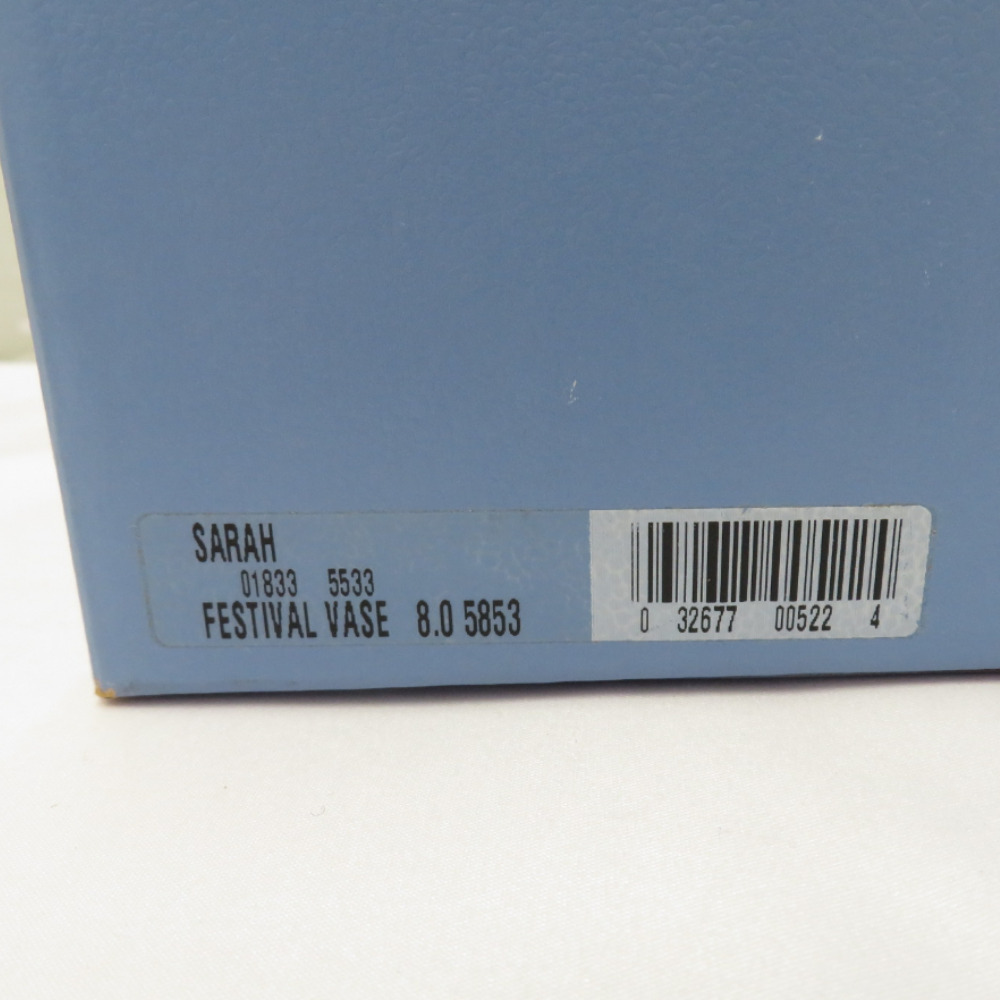 SARAH
01833 5533
FESTIVAL VASE 8.0 5853
0 32677 00522 4